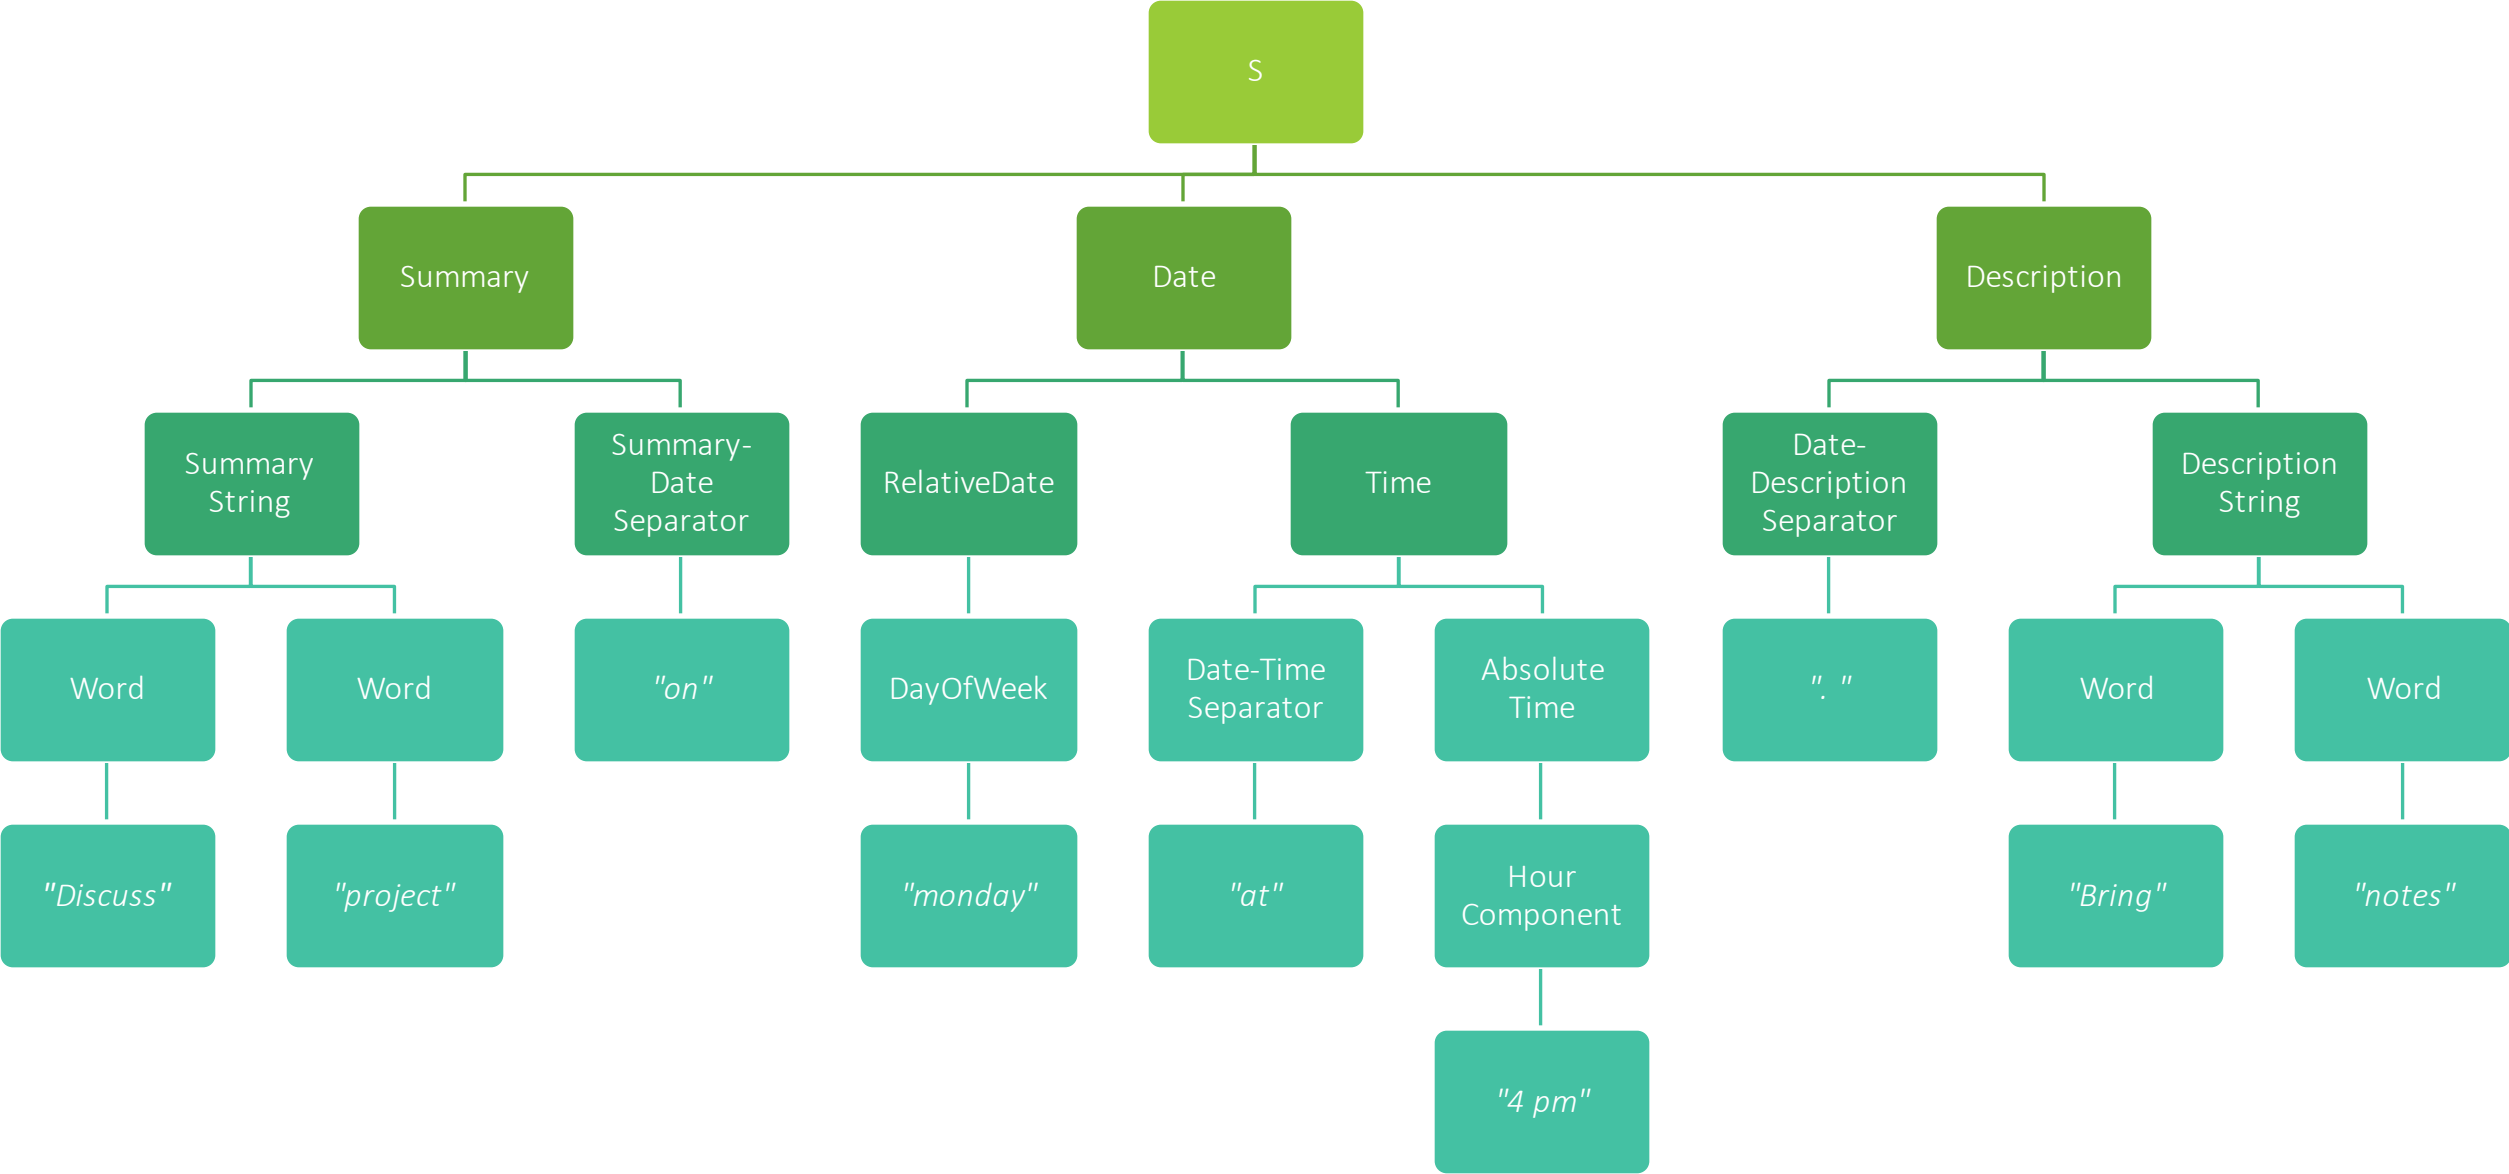 S
Summary
Date
Description
Summary
String
Summary-
Date
Separator
RelativeDate
Time
Date-
Description
Separator
Description
String
Word
Word
"on"
DayOfWeek
Date-Time
Separator
Absolute
Time
". "
Word
Word
"Discuss"
"project"
"monday"
"at"
Hour
Component
"Bring"
"notes"
"4 pm"